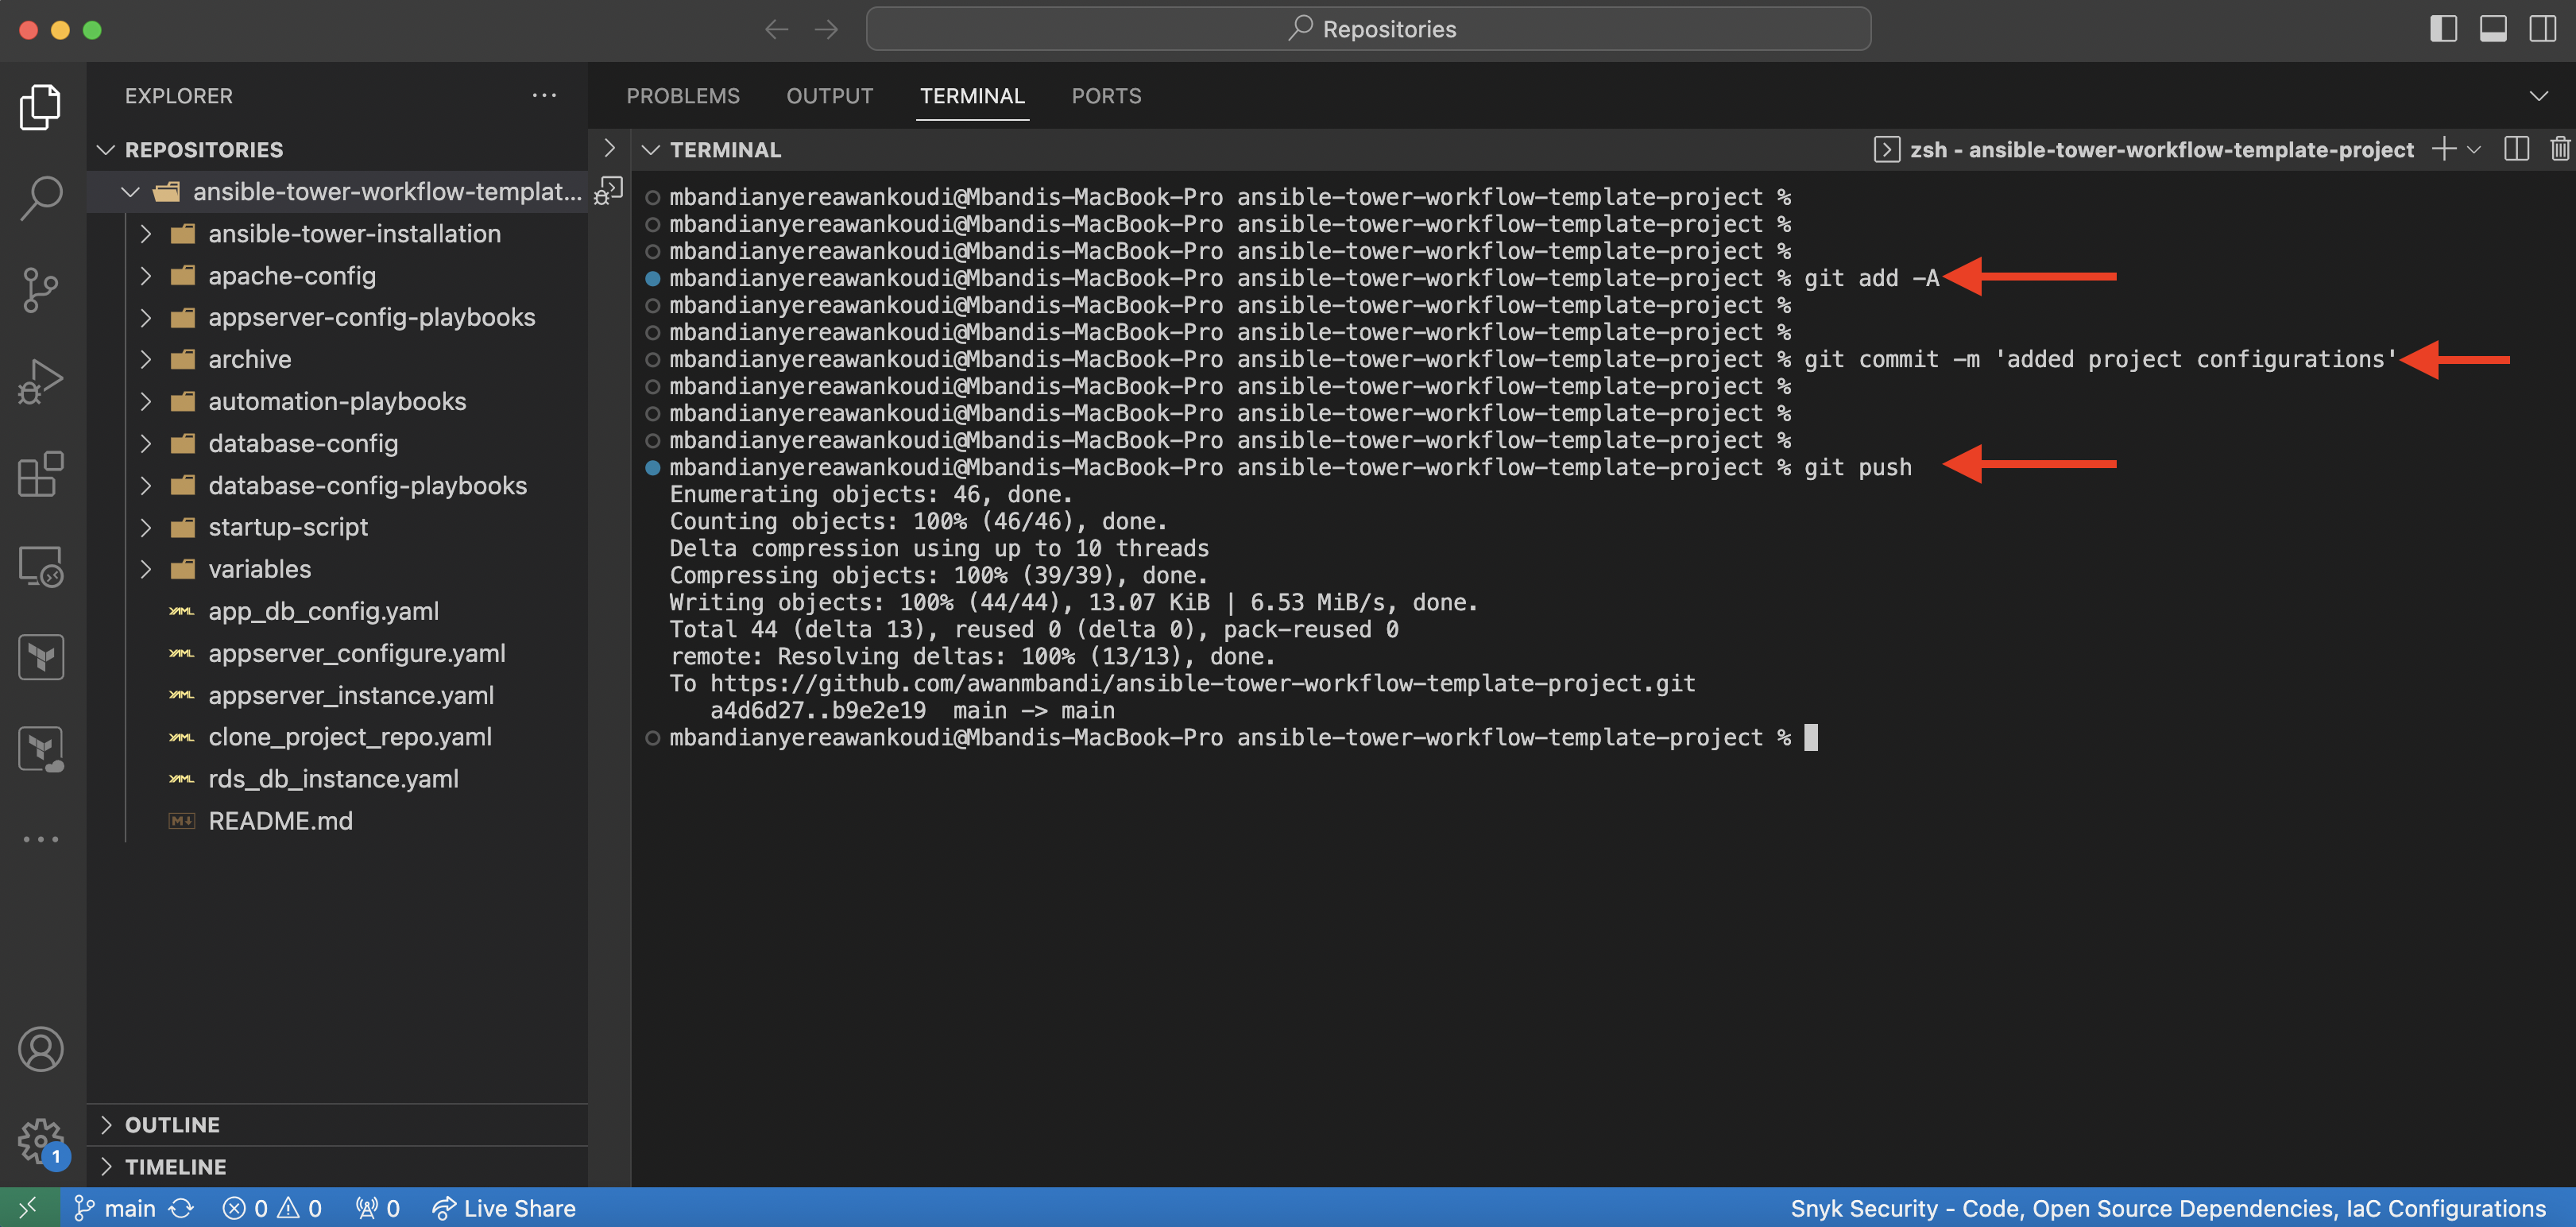 Repositories
EXPLORER
REPOSITORIES
ansible-tower-workflow-templat...
ansible-tower-installation
apache-config
appserver-config-playbooks
archive
automation-playbooks
database-config
database-config-playbooks
startup-script
variables
YAML app_db_config.yaml
YAML appserver_configure.yaml
YAML appserver_instance.yaml
YAML clone_project_repo.yaml
YAML rds_db_instance.yaml
M README.md
OUTLINE
TIMELINE
1
PROBLEMS OUTPUT TERMINAL PORTS
TERMINAL
zsh - ansible-tower-workflow-template-project
mbandianyereawankoudi@Mbandis-MacBook-Pro ansible-tower-workflow-template-project %
mbandianyereawankoudi@Mbandis-MacBook-Pro ansible-tower-workflow-template-project %
mbandianyereawankoudi@Mbandis-MacBook-Pro ansible-tower-workflow-template-project %
mbandianyereawankoudi@Mbandis-MacBook-Pro ansible-tower-workflow-template-project % git add -A
mbandianyereawankoudi@Mbandis-MacBook-Pro ansible-tower-workflow-template-project %
mbandianyereawankoudi@Mbandis-MacBook-Pro ansible-tower-workflow-template-project %
mbandianyereawankoudi@Mbandis-MacBook-Pro ansible-tower-workflow-template-project % git commit -m 'added project configurations'
mbandianyereawankoudi@Mbandis-MacBook-Pro ansible-tower-workflow-template-project %
mbandianyereawankoudi@Mbandis-MacBook-Pro ansible-tower-workflow-template-project %
mbandianyereawankoudi@Mbandis-MacBook-Pro ansible-tower-workflow-template-project %
mbandianyereawankoudi@Mbandis-MacBook-Pro ansible-tower-workflow-template-project % git push
Enumerating objects: 46, done.
Counting objects: 100% (46/46), done.
Delta compression using up to 10 threads
Compressing objects: 100% (39/39), done.
Writing objects: 100% (44/44), 13.07 KiB | 6.53 MiB/s, done.
Total 44 (delta 13), reused 0 (delta 0), pack-reused 0
remote: Resolving deltas: 100% (13/13), done.
To https://github.com/awanmbandi/ansible-tower-workflow-template-project.git
a4d6d27..b9e2e19 main -> main
mbandianyereawankoudi@Mbandis-MacBook-Pro ansible-tower-workflow-template-project %
main 0 0 0 Live Share
Snyk Security - Code, Open Source Dependencies, IaC Configurations